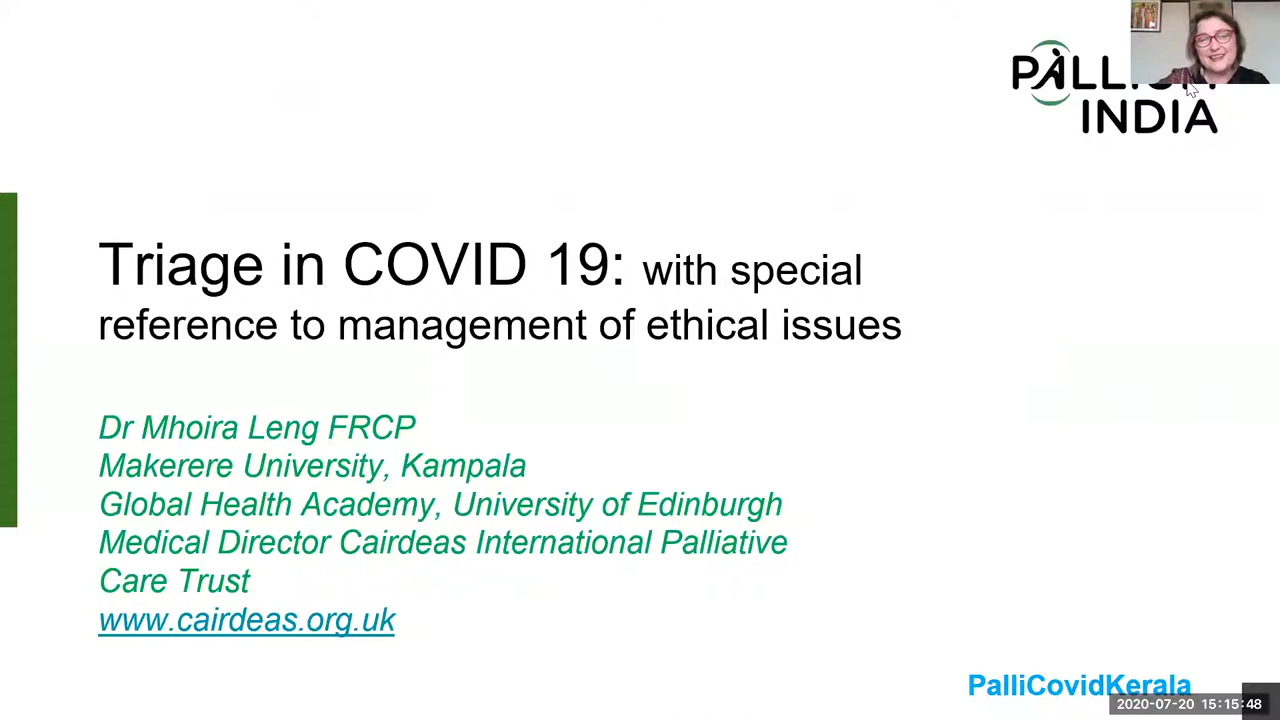 INDIA
Triage in COVID 19: with special
reference to management of ethical issues
Dr Mhoira Leng FRCP
Makerere University, Kampala
Global Health Academy, University of Edinburgh
Medical Director Cairdeas International Palliative
Care Trust
www.cairdeas.org.uk
PalliCovidKerala
2020-07-20 15:15:48